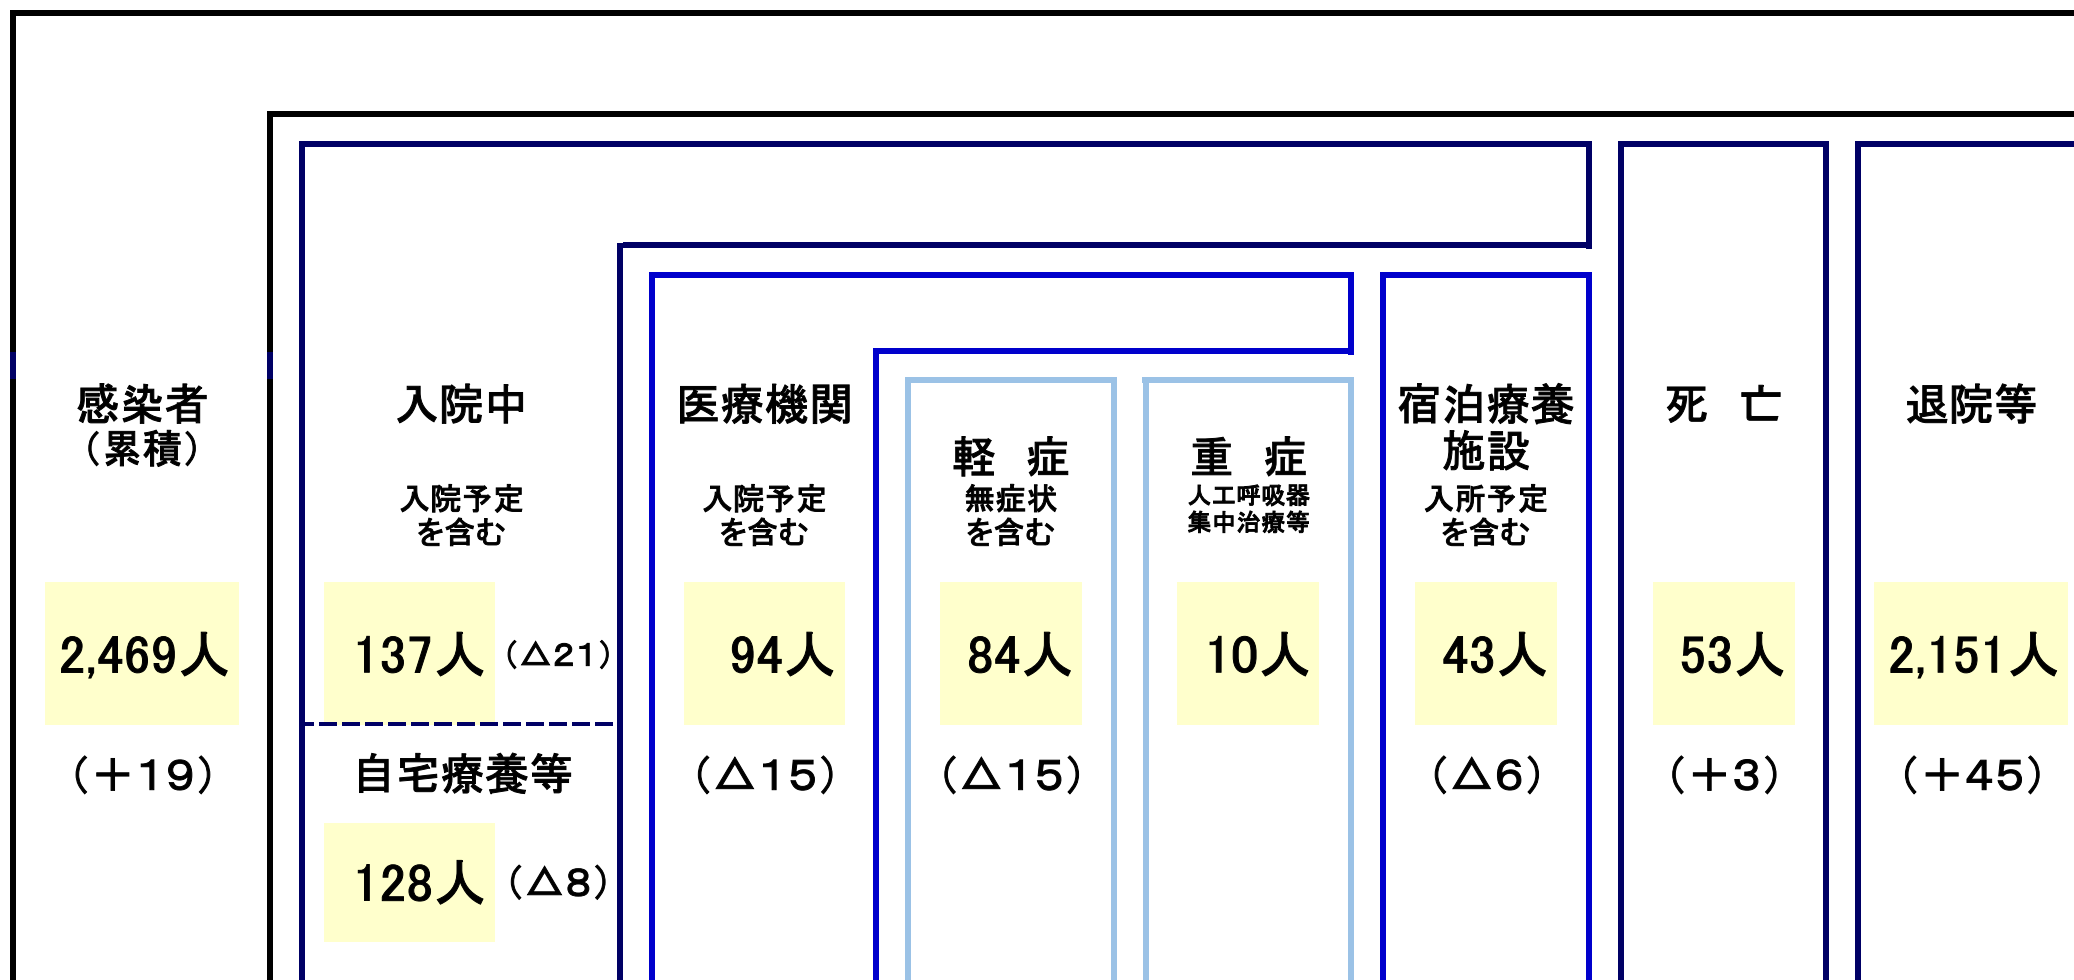 感染者
（累積）
2,469人
（＋19）
入院中
入院予定
を含む
137人（△21）
自宅療養等
128人（△8）
医療機関
入院予定
を含む
94人
（△15）
軽 症
無症状
を含む
84人
（△15）
重 症
人工呼吸器
集中治療等
10人
宿泊療養
施設
入所予定
を含む
43人
（△6）
死 亡
53人
（＋3）
退院等
2,151人
（＋45）